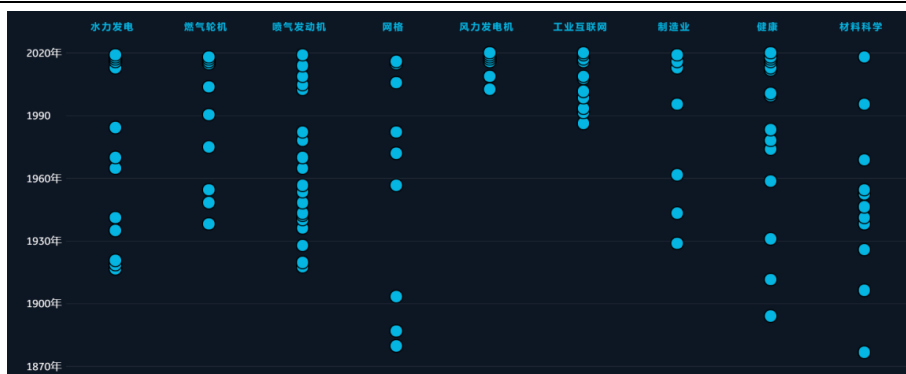 水力发电 燃气轮机 喷气发动机 网格 风力发电机 工业互联网 制造业 健康 材料科学
2020年
1990
1960年
1930年
1900年
1870年